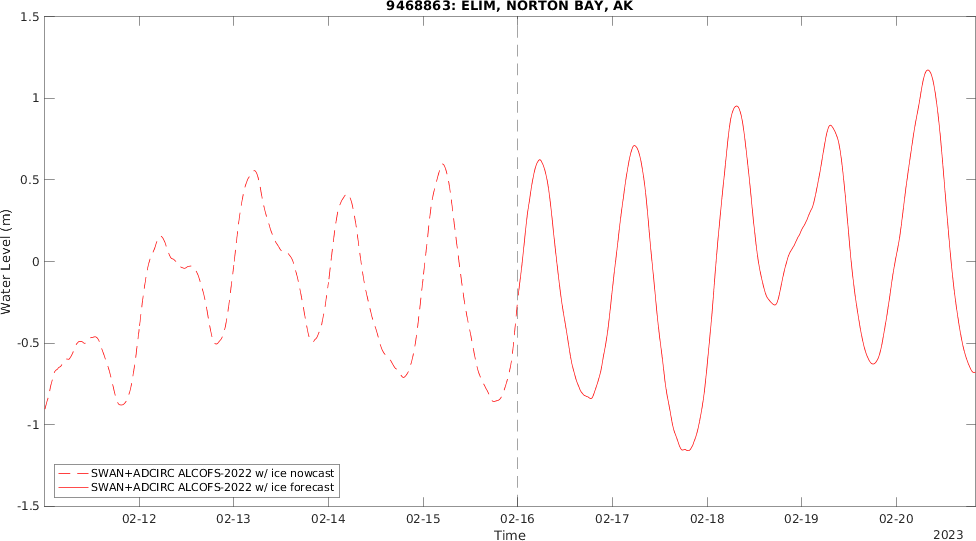 9468863: ELIM, NORTON BAY, AK
1.5
1
0.5
0
-0.5
-1
-1.5
Water Level (m)
SWAN+ADCIRC ALCOFS-2022 w/ ice nowcast
SWAN+ADCIRC ALCOFS-2022 w/ ice forecast
02-12 02-13 02-14 02-15 02-16 02-17 02-18 02-19 02-20
Time
2023